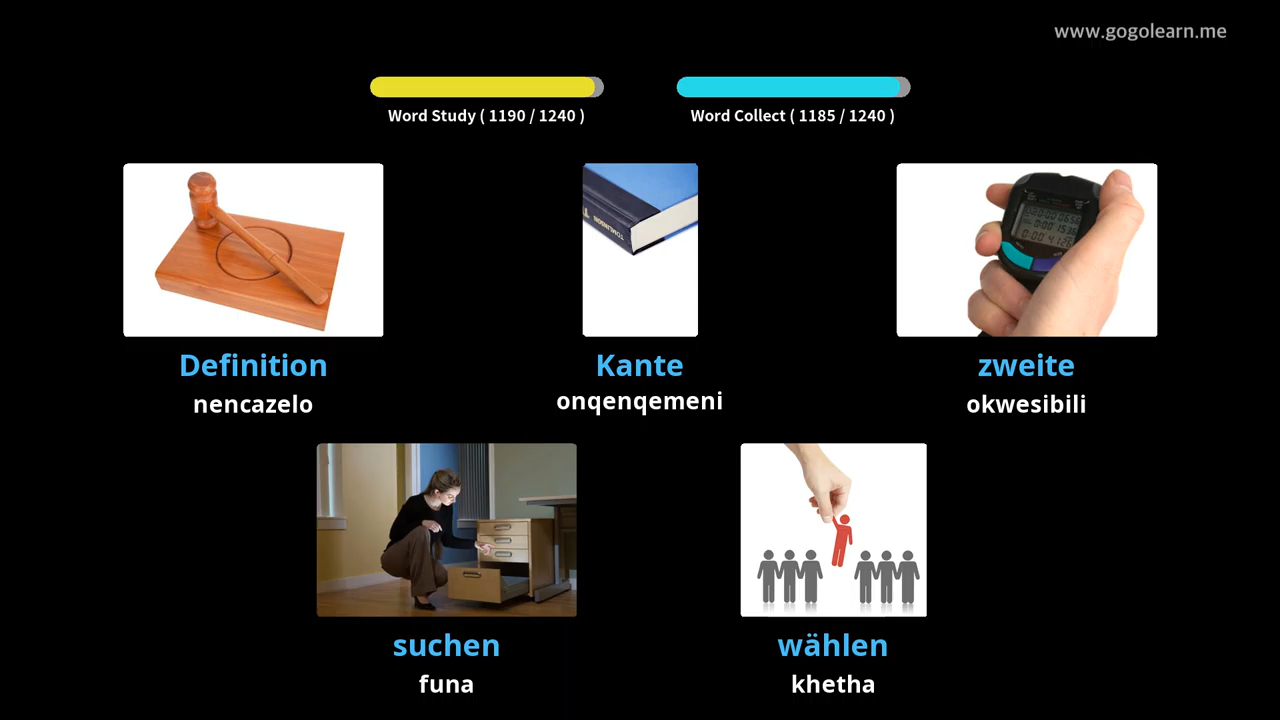 www.gogolearn.me
Word Study ( 1190 / 1240 )
Word Collect ( 1185 / 1240 )
TOMLINSON
Definition
nencazelo
Kante
onqenqemeni
zweite
okwesibili
suchen
funa
wählen
khetha